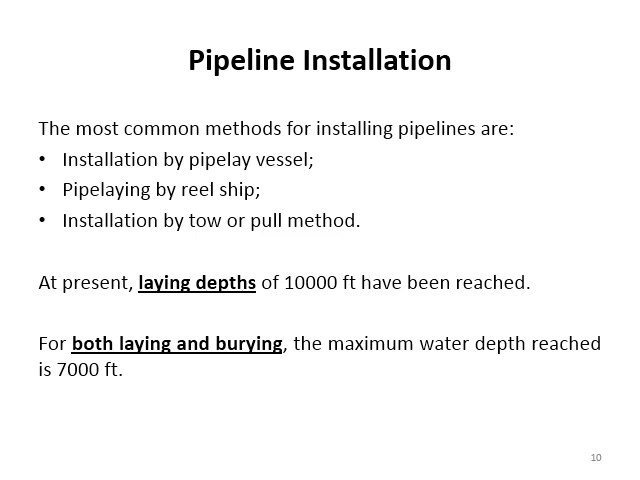 Pipeline Installation
The most common methods for installing pipelines are:
• Installation by pipelay vessel;
• Pipelaying by reel ship;
• Installation by tow or pull method.
At present, laying depths of 10000 ft have been reached.
For both laying and burying, the maximum water depth reached
is 7000 ft.
10